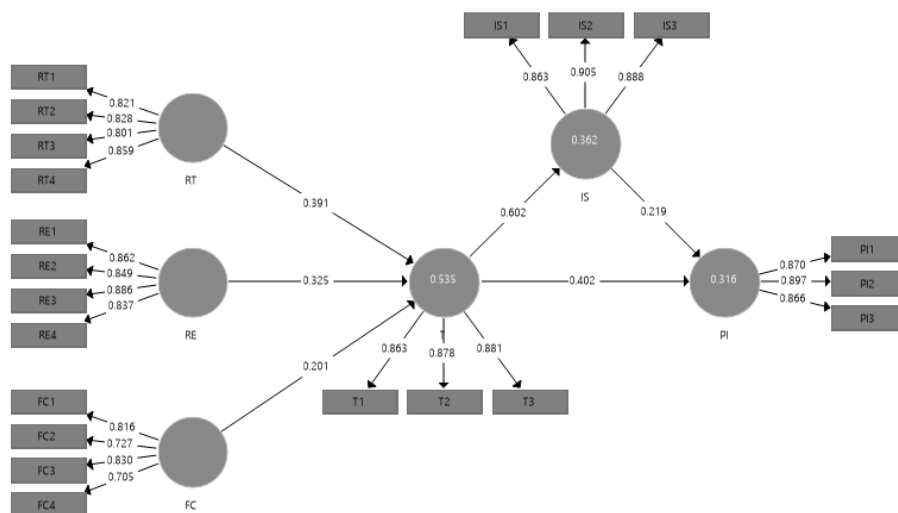 IS1
IS2
IS3
0.863
0.905
0.888
0.362
IS
RT1
RT2
RT3
RT4
0.821
0.828
0.801
0.859
RT
0.391
0.602
0.219
RE1
RE2
RE3
RE4
0.862
0.849
0.886
0.837
RE
0.325
0.535
T
0.402
0.316
PI
0.870
0.897
0.866
PI1
PI2
PI3
0.201
0.863
0.878
0.881
T1
T2
T3
FC1
FC2
FC3
FC4
0.816
0.727
0.830
0.705
FC